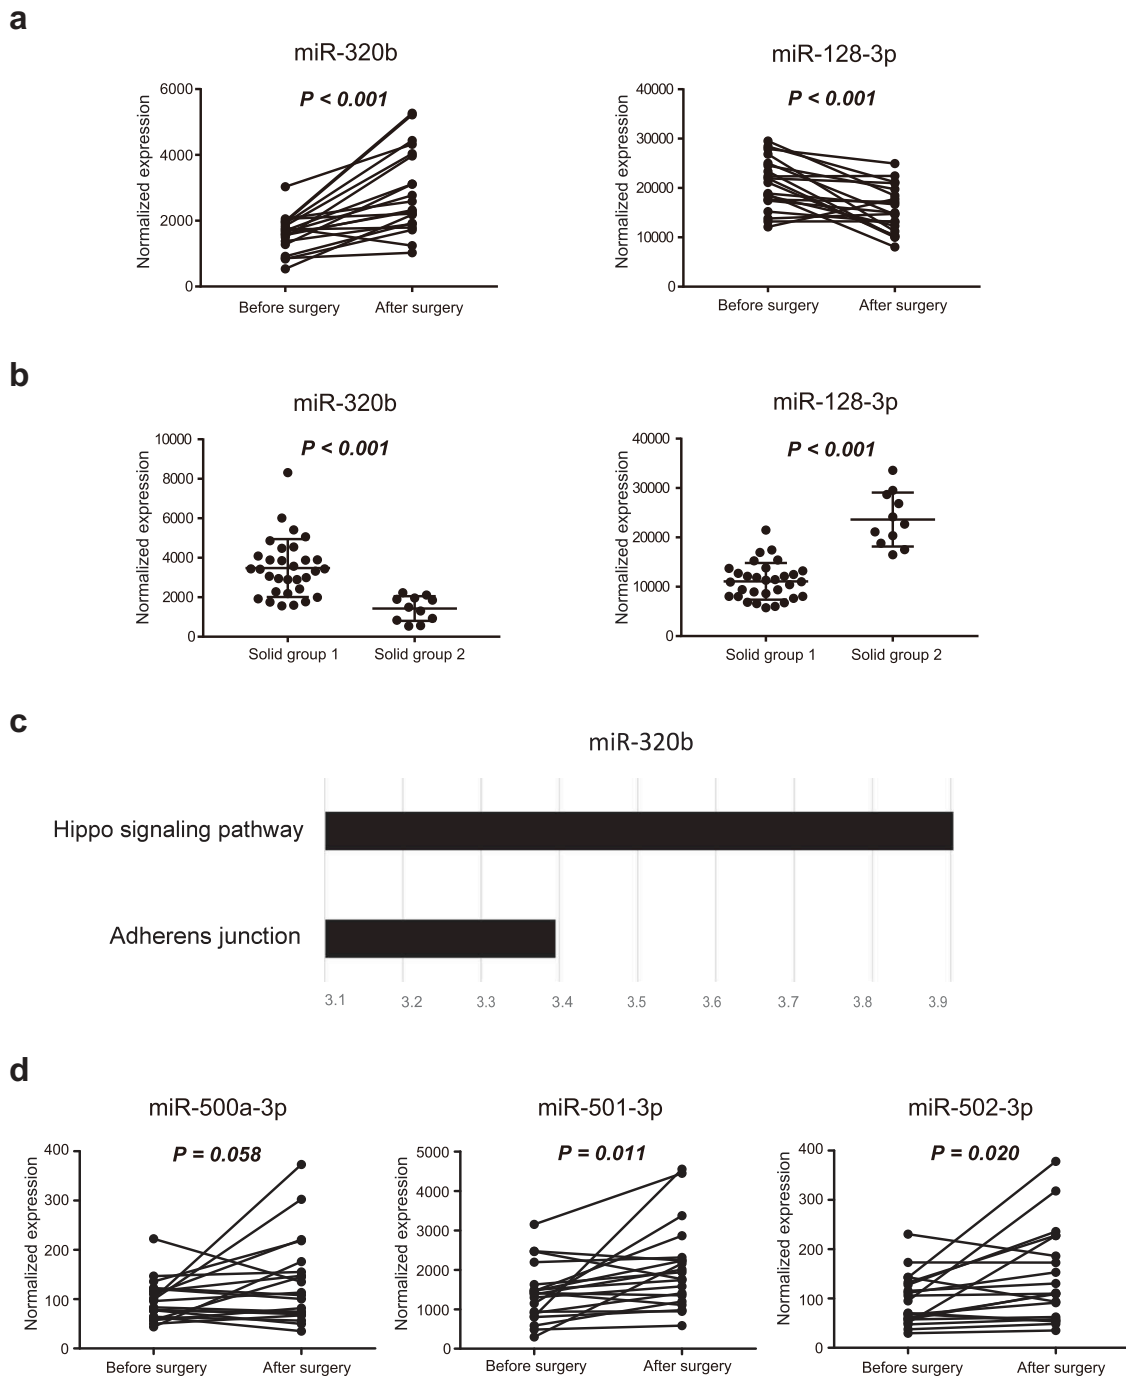 a
miR-320b
P < 0.001
Normalized expression
6000
4000
2000
0
Before surgery
After surgery
miR-128-3p
P < 0.001
Normalized expression
40000
30000
20000
10000
0
Before surgery
After surgery
b
miR-320b
P < 0.001
Normalized expression
10000
8000
6000
4000
2000
0
Solid group 1
Solid group 2
miR-128-3p
P < 0.001
Normalized expression
40000
30000
20000
10000
0
Solid group 1
Solid group 2
c
miR-320b
Hippo signaling pathway
Adherens junction
3.1 3.2 3.3 3.4 3.5 3.6 3.7 3.8 3.9
d
miR-500a-3p
P = 0.058
Normalized expression
400
300
200
100
0
Before surgery
After surgery
miR-501-3p
P = 0.011
Normalized expression
5000
4000
3000
2000
1000
0
Before surgery
After surgery
miR-502-3p
P = 0.020
Normalized expression
400
300
200
100
0
Before surgery
After surgery